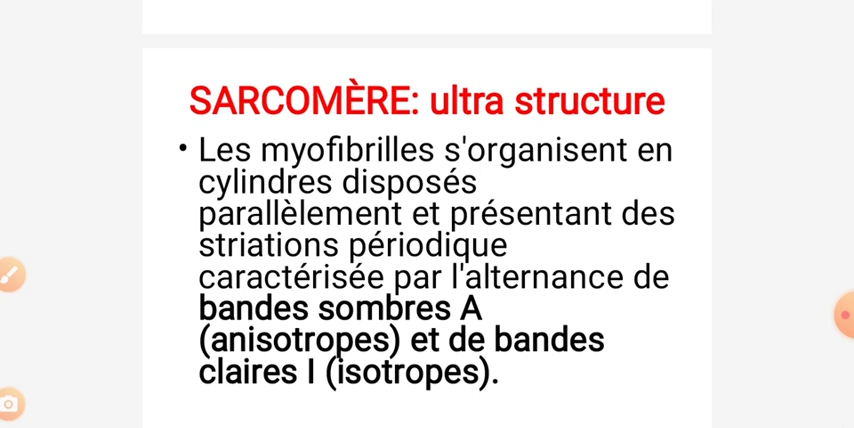 SARCOMÈRE: ultra structure
• Les myofibrilles s'organisent en
cylindres disposés
parallèlement et présentant des
striations périodique
caractérisée par l'alternance de
bandes sombres A
(anisotropes) et de bandes
claires I (isotropes).